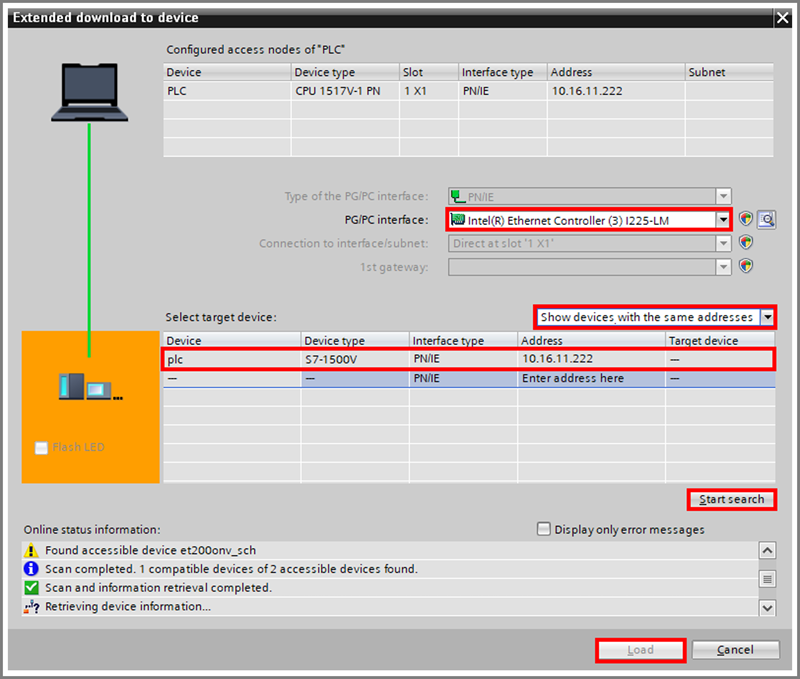 Extended download to device
Configured access nodes of "PLC"
Device Device type Slot Interface type Address Subnet
PLC CPU 1517V-1 PN 1 X1 PN/IE 10.16.11.222
Type of the PG/PC interface: PN/IE
PG/PC interface: Intel(R) Ethernet Controller (3) I225-LM
Connection to interface/subnet: Direct at slot '1 X1'
1st gateway:
Select target device: Show devices with the same addresses
Device Device type Interface type Address Target device
plc S7-1500V PN/IE 10.16.11.222 —
— — PN/IE Enter address here —
Flash LED
Start search
Online status information: Display only error messages
Found accessible device et200onv_sch
Scan completed. 1 compatible devices of 2 accessible devices found.
Scan and information retrieval completed.
Retrieving device information...
Load Cancel